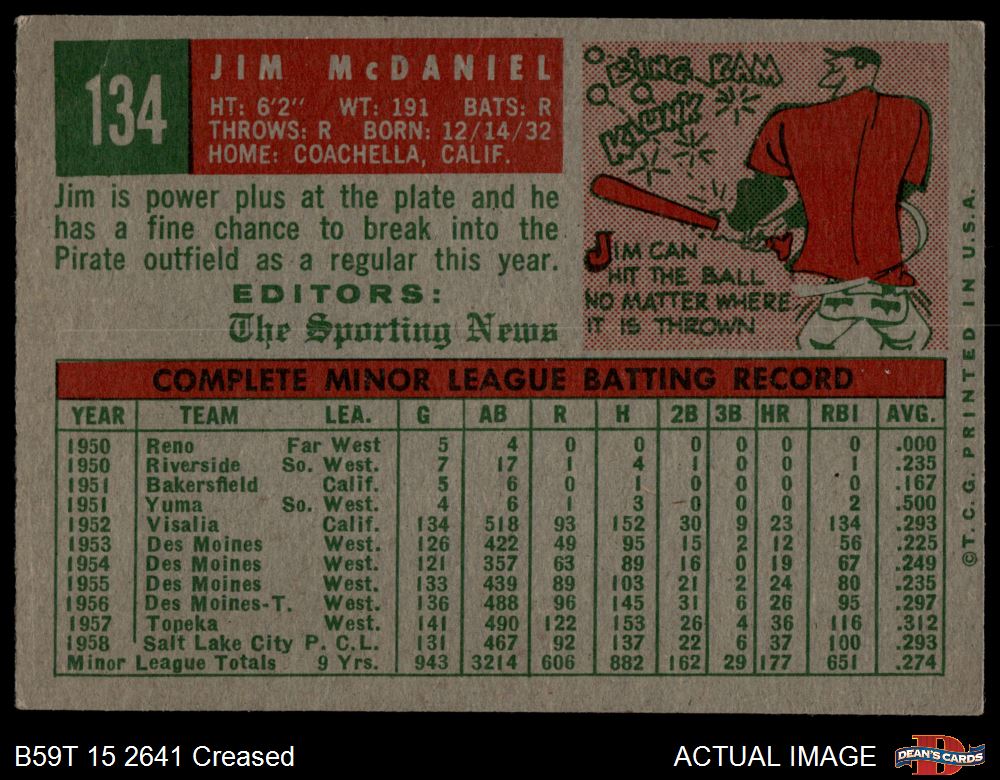 134
JIM McDANIEL
HT: 6'2" WT: 191 BATS: R
THROWS: R BORN: 12/14/32
HOME: COACHELLA, CALIF.
Jim is power plus at the plate and he
has a fine chance to break into the
Pirate outfield as a regular this year.
EDITORS:
The Sporting News
BING BAM
KLUNK
JIM CAN
HIT THE BALL
NO MATTER WHERE
IT IS THROWN
COMPLETE MINOR LEAGUE BATTING RECORD
YEAR TEAM LEA. G AB R H 2B 3B HR RBI AVG.
1950 Reno Far West 5 4 0 0 0 0 0 0 .000
1950 Riverside So. West. 7 17 1 4 1 0 0 1 .235
1951 Bakersfield Calif. 5 6 0 1 0 0 0 0 .167
1951 Yuma So. West. 4 6 1 3 0 0 0 2 .500
1952 Visalia Calif. 134 518 93 152 30 9 23 134 .293
1953 Des Moines West. 126 422 49 95 15 2 12 56 .225
1954 Des Moines West. 121 357 63 89 16 0 19 67 .249
1955 Des Moines West. 133 439 89 103 21 2 24 80 .235
1956 Des Moines-T. West. 136 488 96 145 31 6 26 95 .297
1957 Topeka West. 141 490 122 153 26 4 36 116 .312
1958 Salt Lake City P. C. L. 131 467 92 137 22 6 37 100 .293
Minor League Totals 9 Yrs. 943 3214 606 882 162 29 177 651 .274
© T. C. G. PRINTED IN U.S.A.
B59T 15 2641 Creased
ACTUAL IMAGE
D
DEAN'S CARDS